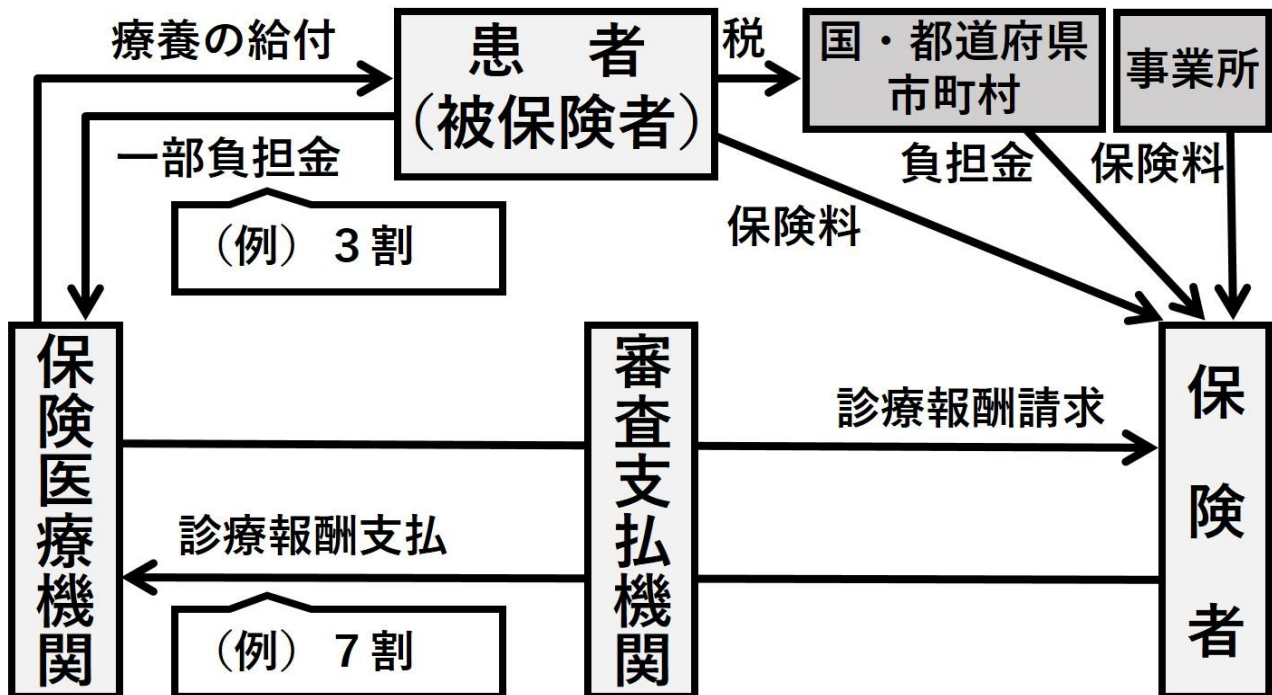 療養の給付
患　者
（被保険者）
税
国・都道府県
市町村
事業所
一部負担金
（例）３割
保険料
負担金
保険料
保険医療機関
審査支払機関
保険者
診療報酬請求
診療報酬支払
（例）７割